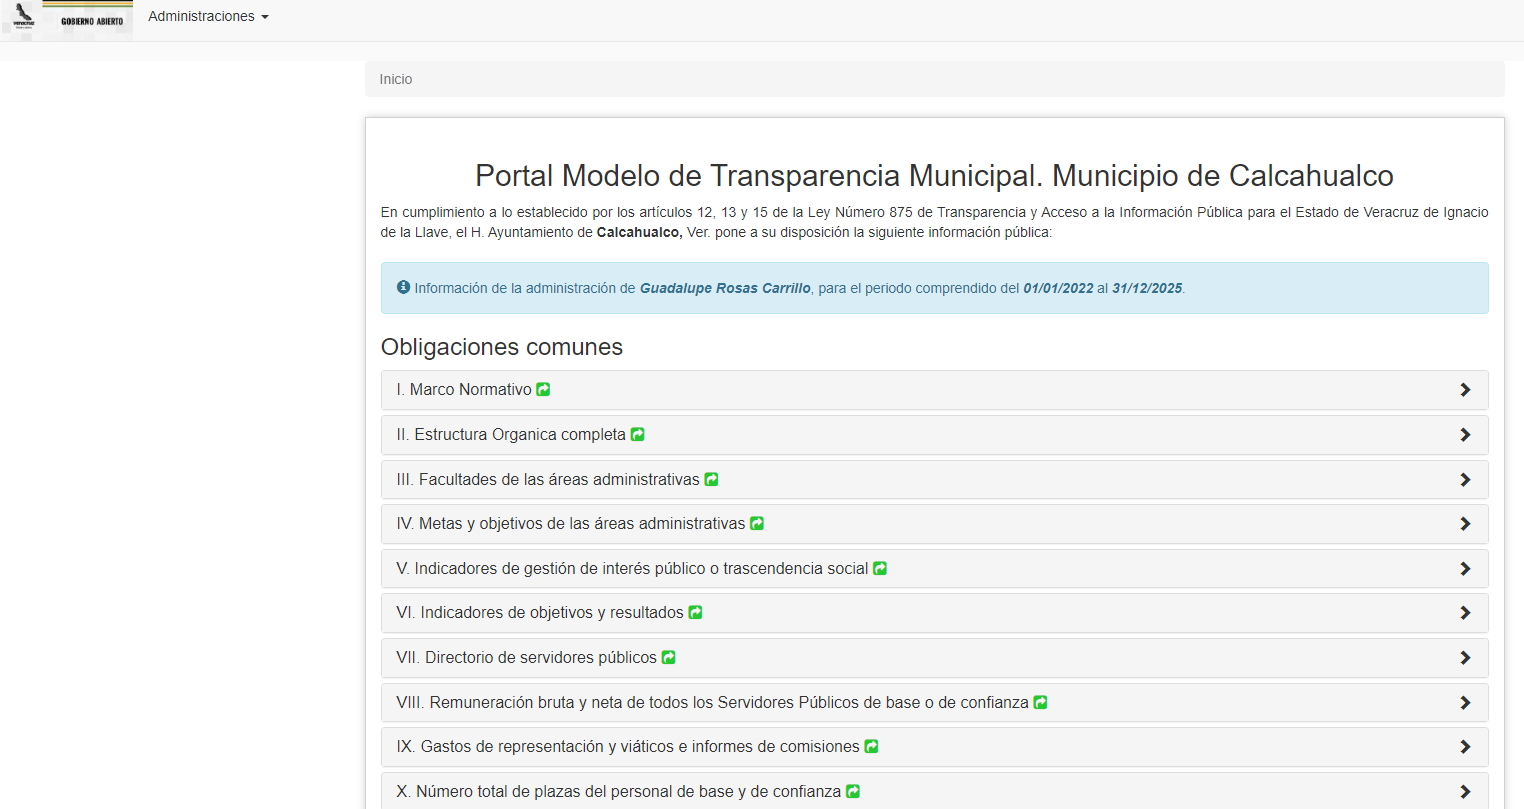 GOBIERNO ABIERTO
Administraciones
Inicio
Portal Modelo de Transparencia Municipal. Municipio de Calcahualco
En cumplimiento a lo establecido por los artículos 12, 13 y 15 de la Ley Número 875 de Transparencia y Acceso a la Información Pública para el Estado de Veracruz de Ignacio
de la Llave, el H. Ayuntamiento de Calcahualco, Ver. pone a su disposición la siguiente información pública:
Información de la administración de Guadalupe Rosas Carrillo, para el periodo comprendido del 01/01/2022 al 31/12/2025.
Obligaciones comunes
I. Marco Normativo
II. Estructura Organica completa
III. Facultades de las áreas administrativas
IV. Metas y objetivos de las áreas administrativas
V. Indicadores de gestión de interés público o trascendencia social
VI. Indicadores de objetivos y resultados
VII. Directorio de servidores públicos
VIII. Remuneración bruta y neta de todos los Servidores Públicos de base o de confianza
IX. Gastos de representación y viáticos e informes de comisiones
X. Número total de plazas del personal de base y de confianza